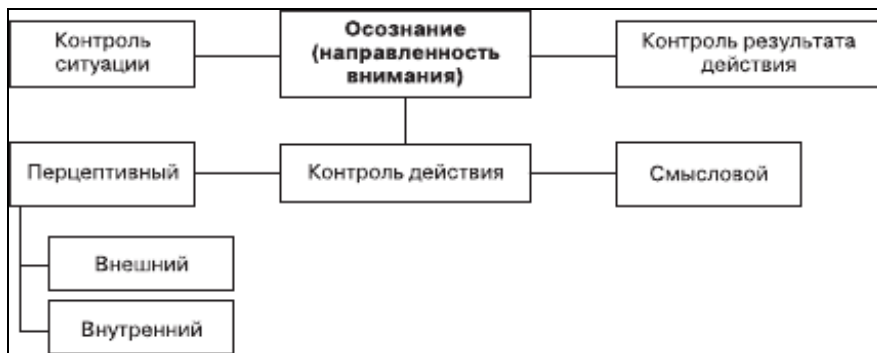 Контроль
ситуации
Осознание
(направленность
внимания)
Контроль результата
действия
Перцептивный
Контроль действия
Смысловой
Внешний
Внутренний